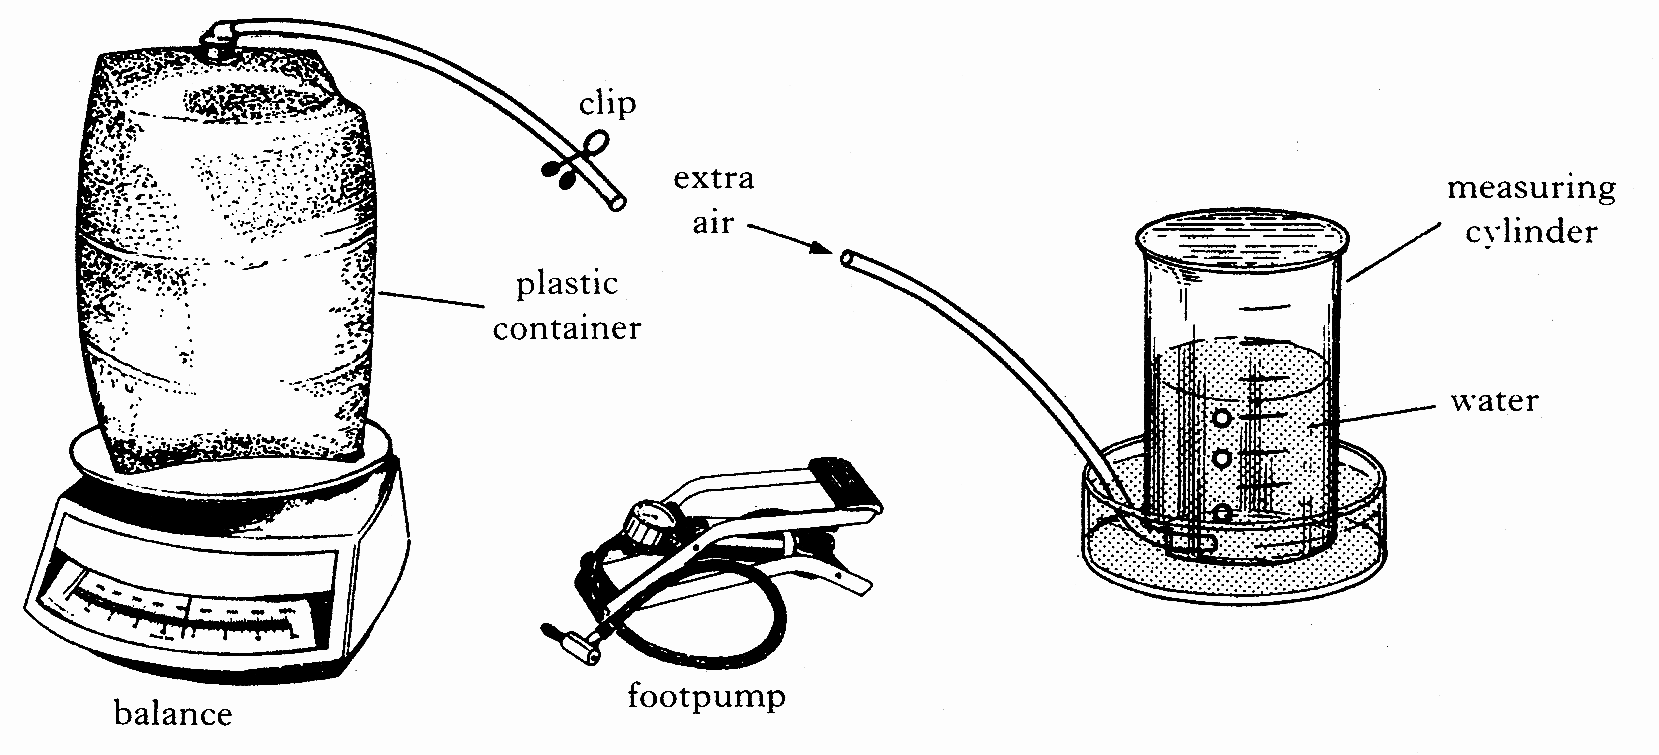 clip
extra
air
measuring
cylinder
plastic
container
water
footpump
balance